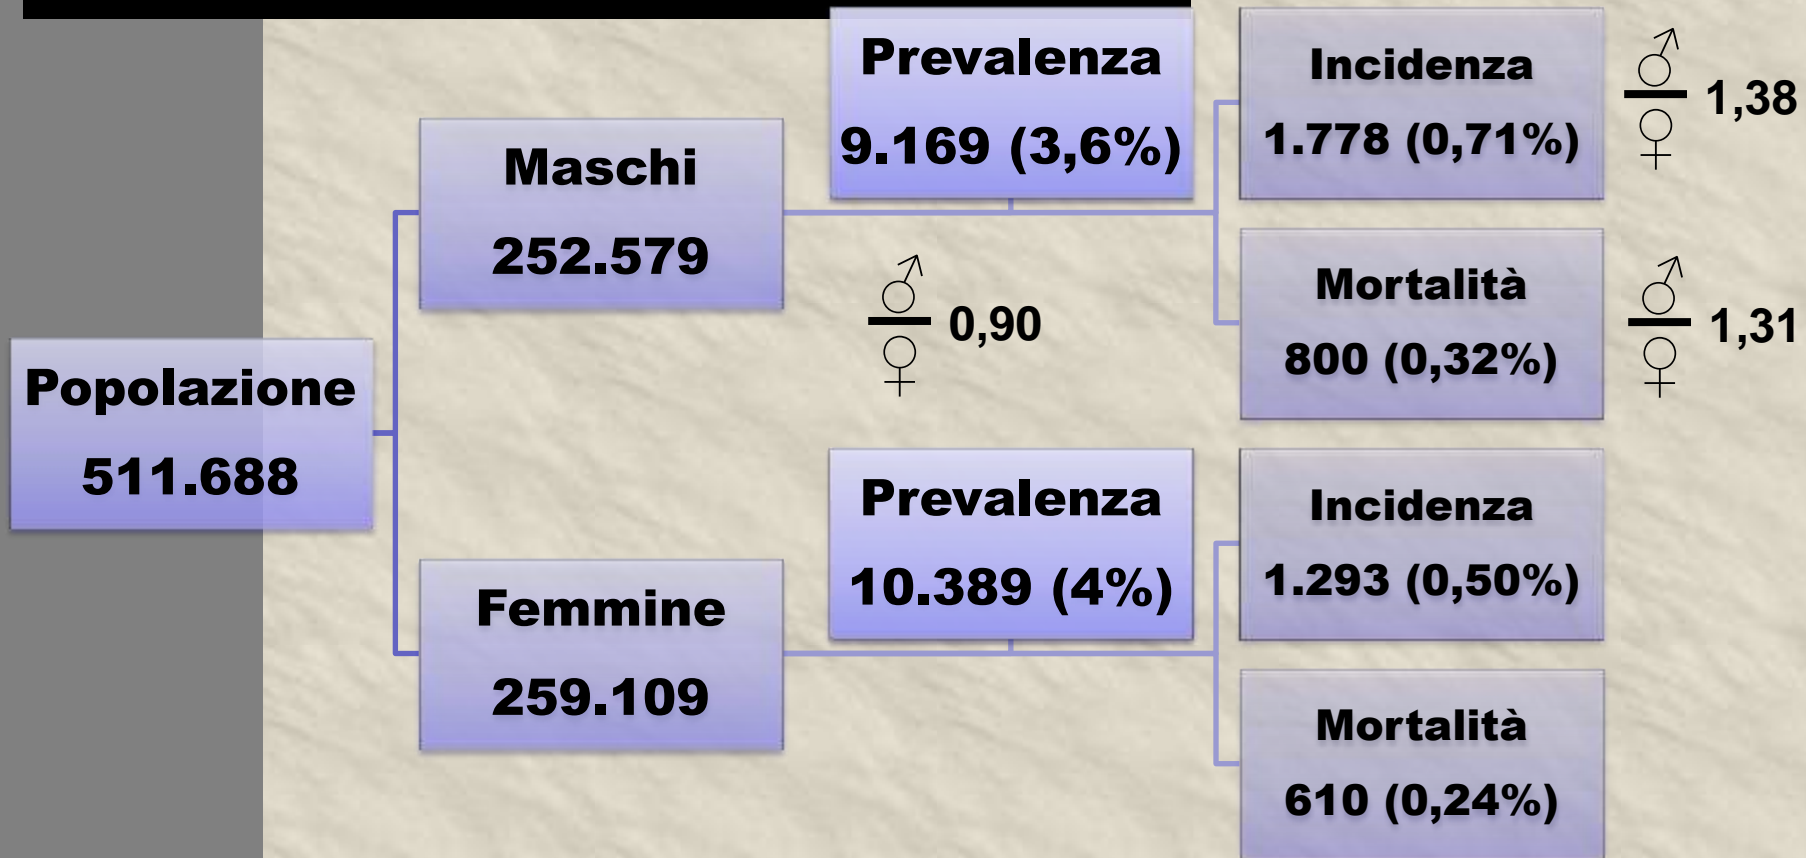 Popolazione
511.688
Maschi
252.579
Prevalenza
9.169 (3,6%)
Incidenza
1.778 (0,71%)
♂
♀
1,38
Mortalità
800 (0,32%)
♂
♀
1,31
♂
♀
0,90
Femmine
259.109
Prevalenza
10.389 (4%)
Incidenza
1.293 (0,50%)
Mortalità
610 (0,24%)